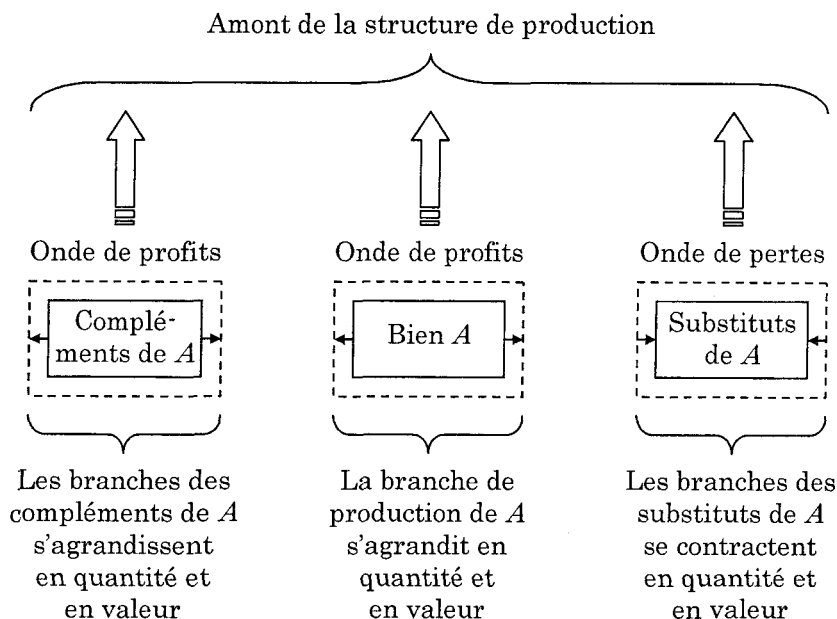 Amont de la structure de production
Onde de profits
Onde de profits
Onde de pertes
Complé-
ments de A
Bien A
Substituts
de A
Les branches des
compléments de A
s'agrandissent
en quantité et
en valeur
La branche de
production de A
s'agrandit en
quantité et
en valeur
Les branches des
substituts de A
se contractent
en quantité et
en valeur